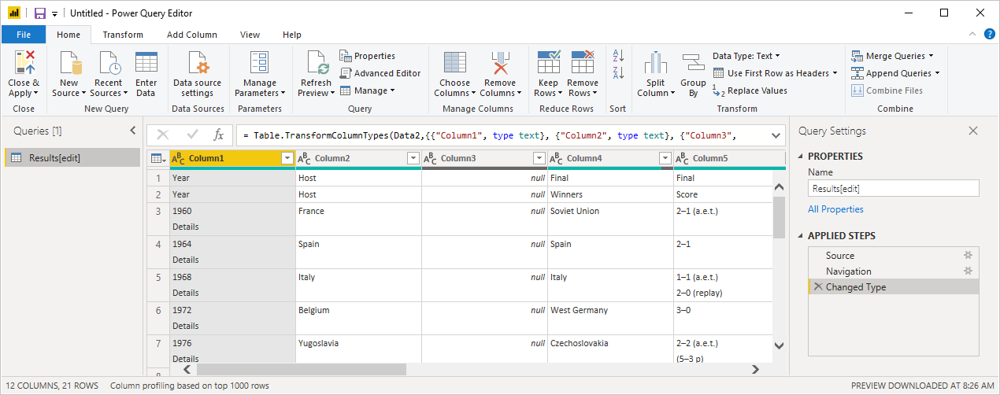 Untitled - Power Query Editor
File Home Transform Add Column View Help
Close & Apply
New Source
Recent Sources
Enter Data
Data source settings
Manage Parameters
Refresh Preview
Properties
Advanced Editor
Manage
Choose Columns
Remove Columns
Keep Rows
Remove Rows
Split Column
Group By
Data Type: Text
Use First Row as Headers
Replace Values
Merge Queries
Append Queries
Combine Files
Close New Query Data Sources Parameters Query Manage Columns Reduce Rows Sort Transform Combine
Queries [1]
Results[edit]
fx = Table.TransformColumnTypes(Data2,{{"Column1", type text}, {"Column2", type text}, {"Column3",
Column1 Column2 Column3 Column4 Column5
1 Year Host null Final Final
2 Year Host null Winners Score
3 1960 France null Soviet Union 2–1 (a.e.t.)
Details
4 1964 Spain null Spain 2–1
Details
5 1968 Italy null Italy 1–1 (a.e.t.)
Details 2–0 (replay)
6 1972 Belgium null West Germany 3–0
Details
7 1976 Yugoslavia null Czechoslovakia 2–2 (a.e.t.)
Details (5–3 p)
Query Settings
PROPERTIES
Name
Results[edit]
All Properties
APPLIED STEPS
Source
Navigation
Changed Type
12 COLUMNS, 21 ROWS Column profiling based on top 1000 rows PREVIEW DOWNLOADED AT 8:26 AM